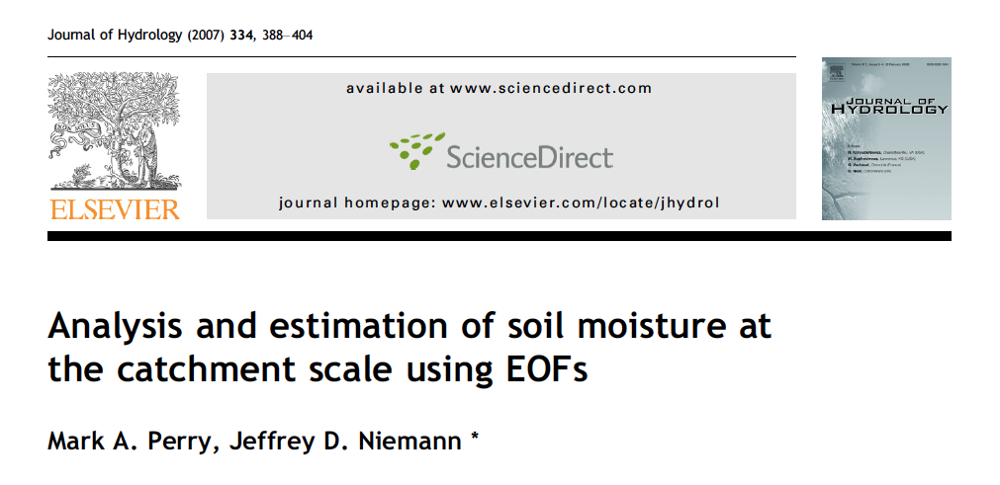 Journal of Hydrology (2007) 334, 388–404
available at www.sciencedirect.com
ScienceDirect
journal homepage: www.elsevier.com/locate/jhydrol
ELSEVIER
JOURNAL OF
HYDROLOGY
Analysis and estimation of soil moisture at
the catchment scale using EOFs
Mark A. Perry, Jeffrey D. Niemann *